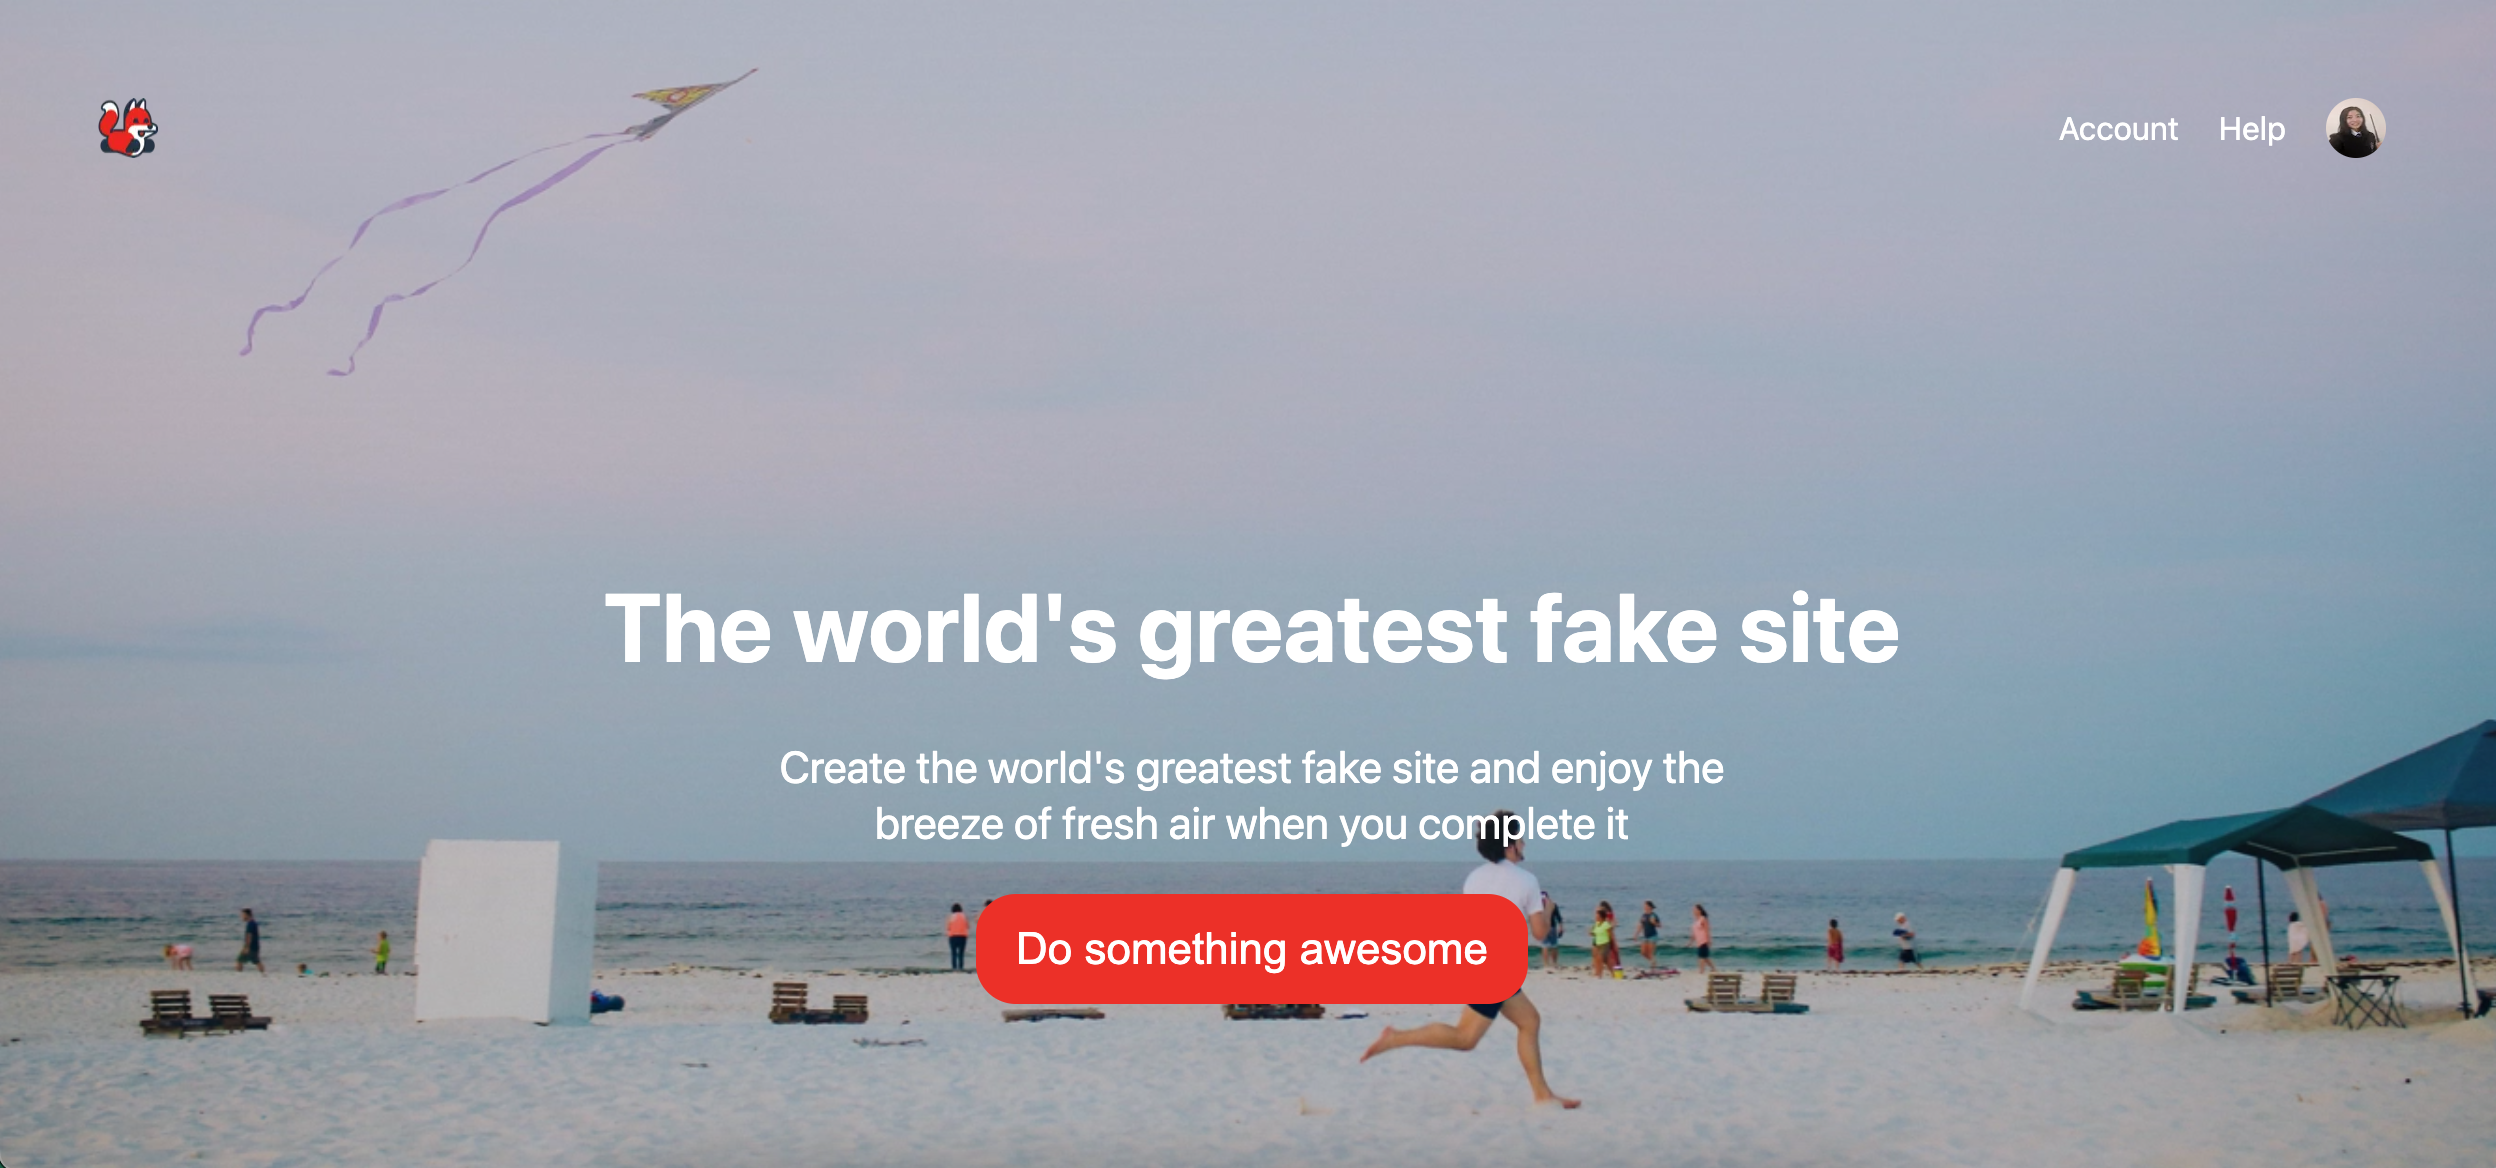 Account Help
The world's greatest fake site
Create the world's greatest fake site and enjoy the
breeze of fresh air when you complete it
Do something awesome